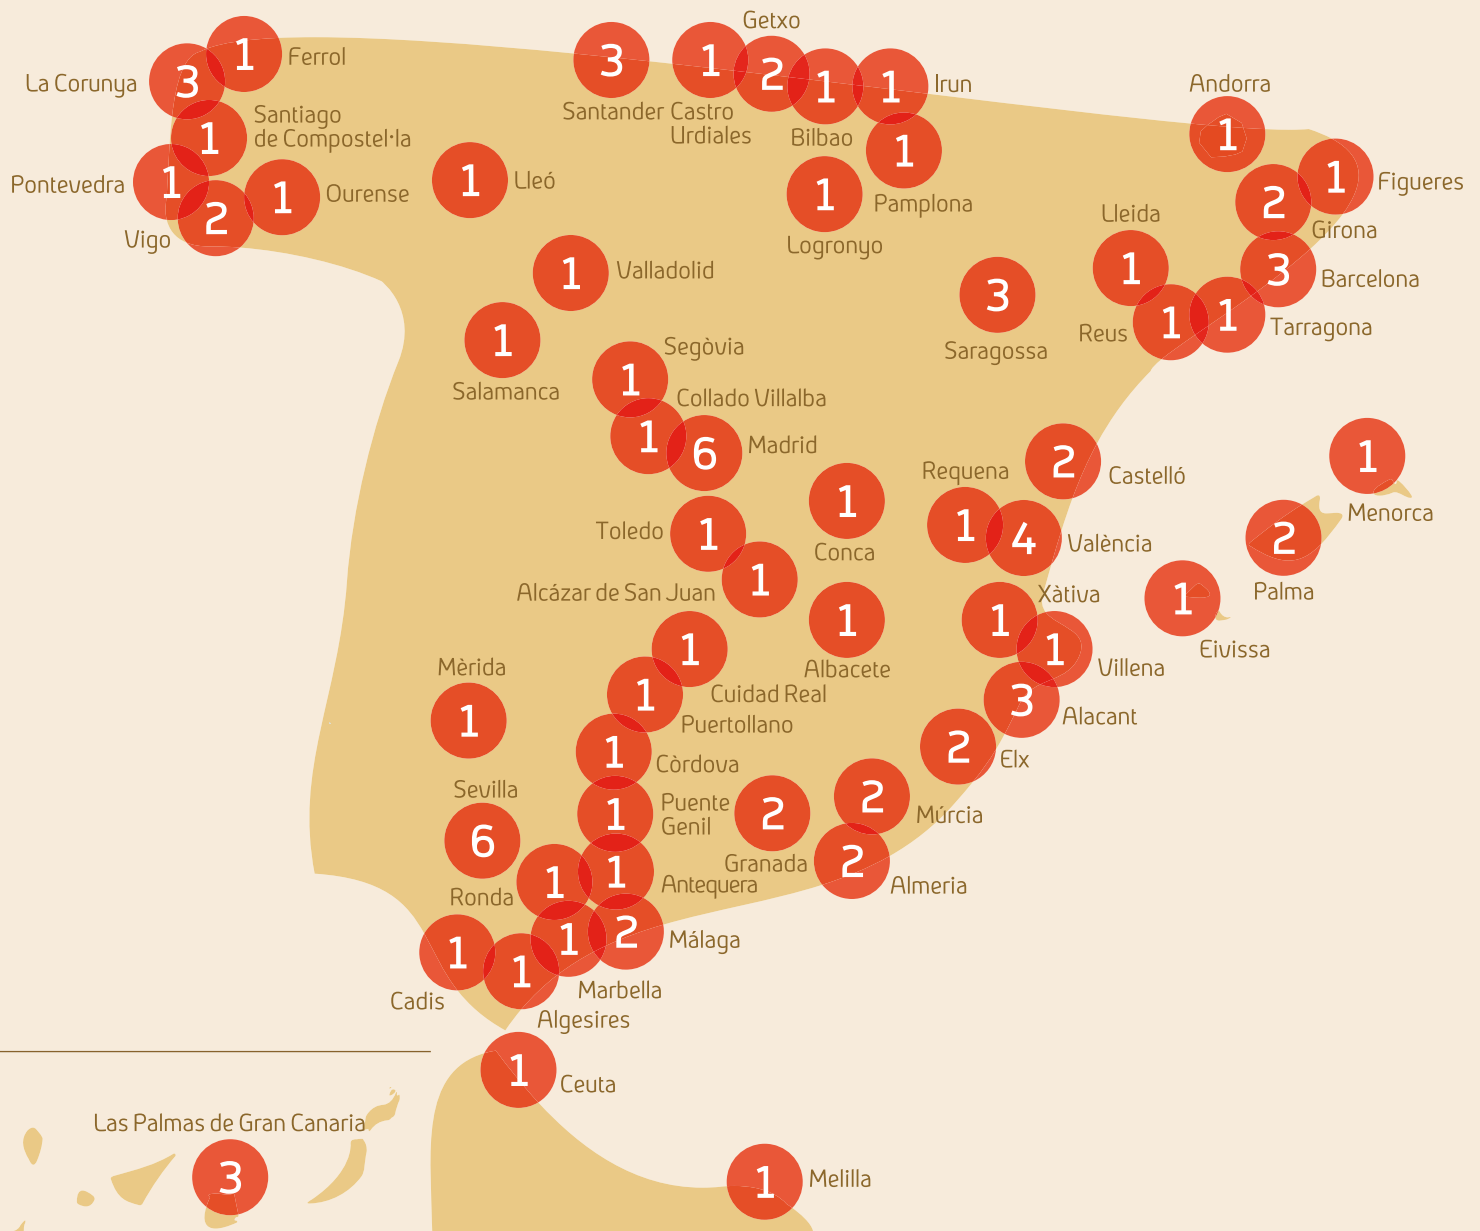 Getxo
1
Ferrol
3
La Corunya
3
1
2
1
1
Irun
Santander
Castro
Urdiales
Bilbao
Andorra
1
1
Santiago
de Compostel·la
1
Pamplona
Pontevedra
1
2
Vigo
1
Ourense
1
Lleó
1
Logronyo
1
Figueres
2
Girona
Lleida
1
3
Barcelona
Reus
1
1
Tarragona
1
Valladolid
3
Saragossa
1
Salamanca
Segòvia
1
Collado Villalba
1
6
Madrid
Requena
2
Castelló
1
Menorca
1
Conca
1
4
València
2
Palma
Toledo
1
Alcázar de San Juan
1
1
Eivissa
Xàtiva
1
1
Albacete
1
Villena
Mèrida
1
1
Cuidad Real
1
Puertollano
3
Alacant
2
Elx
1
Còrdova
Sevilla
6
1
Puente
Genil
2
Granada
2
Múrcia
2
Almeria
Ronda
1
1
Antequera
1
2
Málaga
1
Cadis
1
Marbella
Algesires
1
Ceuta
Las Palmas de Gran Canaria
3
1
Melilla